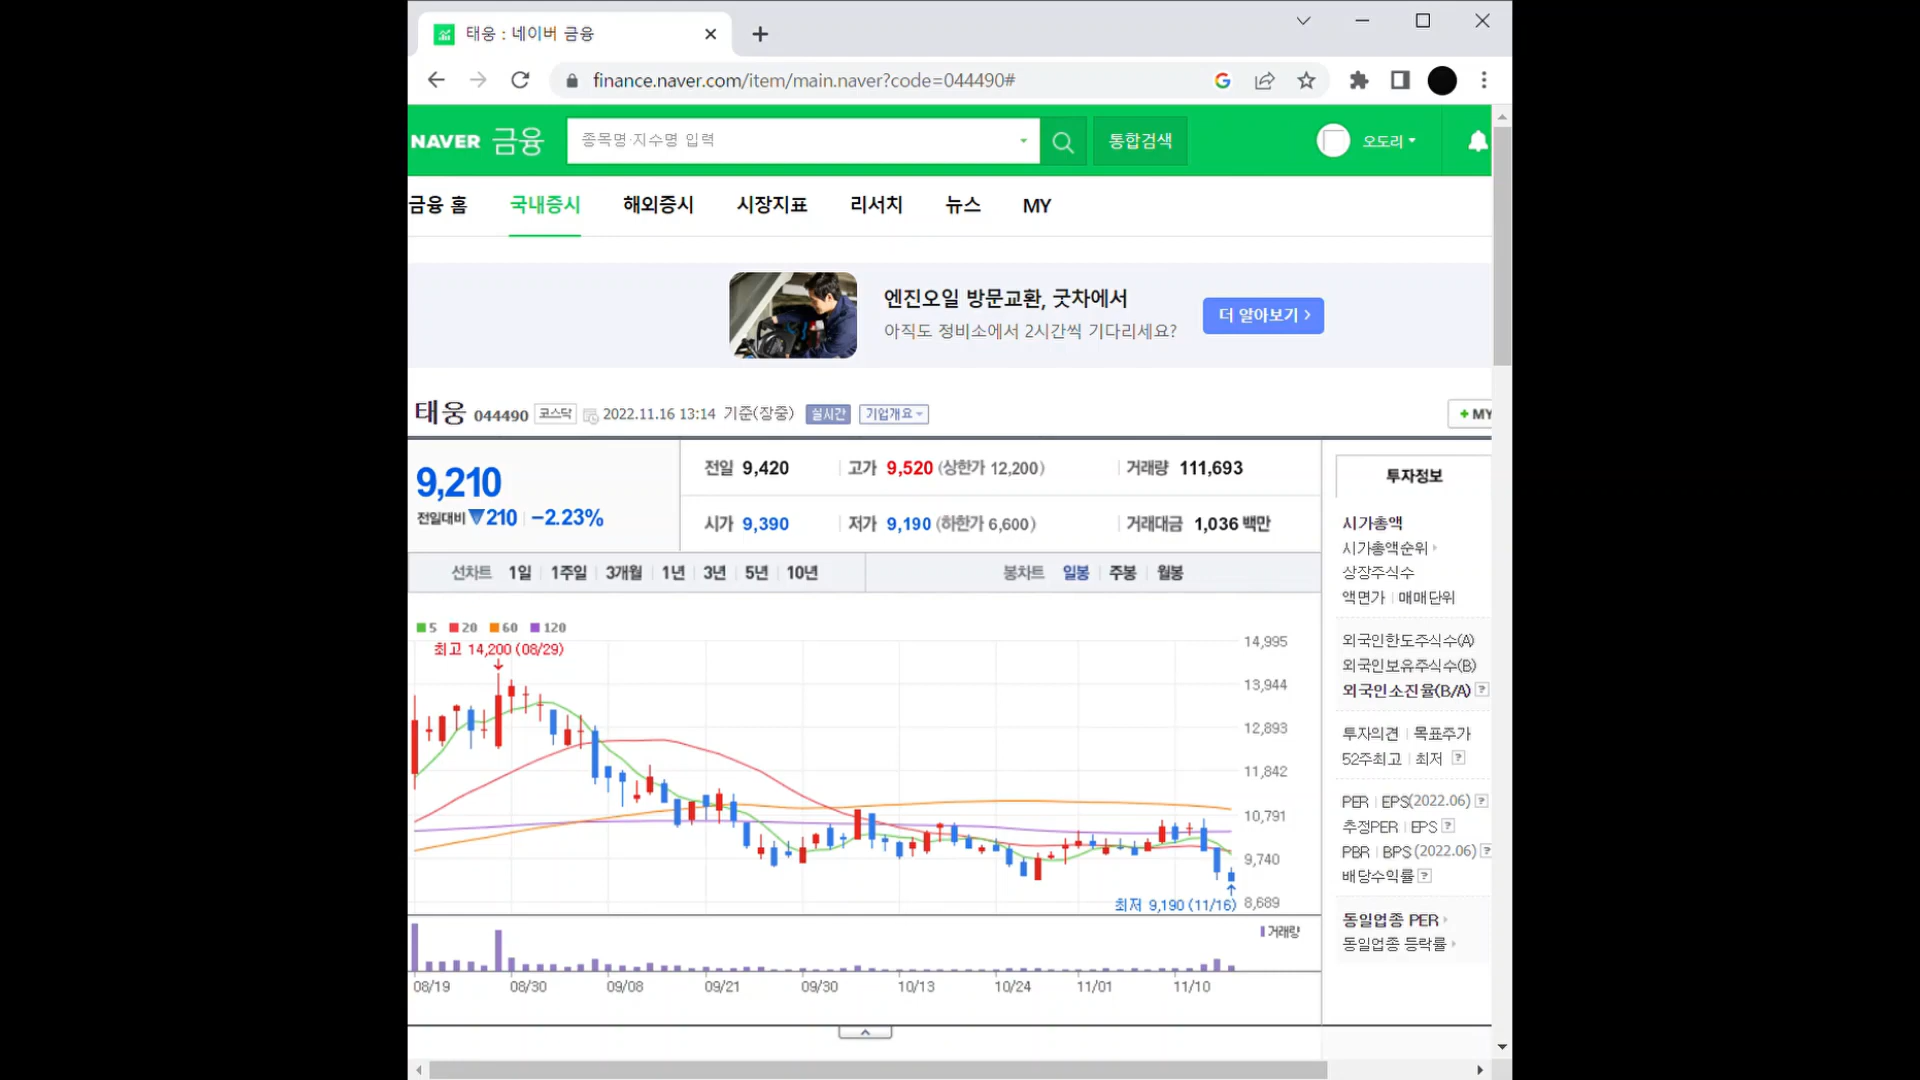 태웅 : 네이버 금융
finance.naver.com/item/main.naver?code=044490#
NAVER 금융 종목명·지수명 입력 통합검색 오도리
금융 홈 국내증시 해외증시 시장지표 리서치 뉴스 MY
엔진오일 방문교환, 굿차에서
아직도 정비소에서 2시간씩 기다리세요?
더 알아보기 >
태웅 044490 코스닥 2022.11.16 13:14 기준(장중) 실시간 기업개요
+ MY
9,210
전일대비 ▼210 -2.23%
전일 9,420 고가 9,520 (상한가 12,200) 거래량 111,693
시가 9,390 저가 9,190 (하한가 6,600) 거래대금 1,036 백만
선차트 1일 1주일 3개월 1년 3년 5년 10년 봉차트 일봉 주봉 월봉
5 20 60 120
최고 14,200 (08/29)
14,995
13,944
12,893
11,842
10,791
9,740
최저 9,190 (11/16) 8,689
거래량
08/19 08/30 09/08 09/21 09/30 10/13 10/24 11/01 11/10
투자정보
시가총액
시가총액순위
상장주식수
액면가 매매단위
외국인한도주식수(A)
외국인보유주식수(B)
외국인소진율(B/A) ?
투자의견 목표주가
52주최고 최저 ?
PER EPS(2022.06) ?
추정PER EPS ?
PBR BPS(2022.06) ?
배당수익률 ?
동일업종 PER
동일업종 등락률